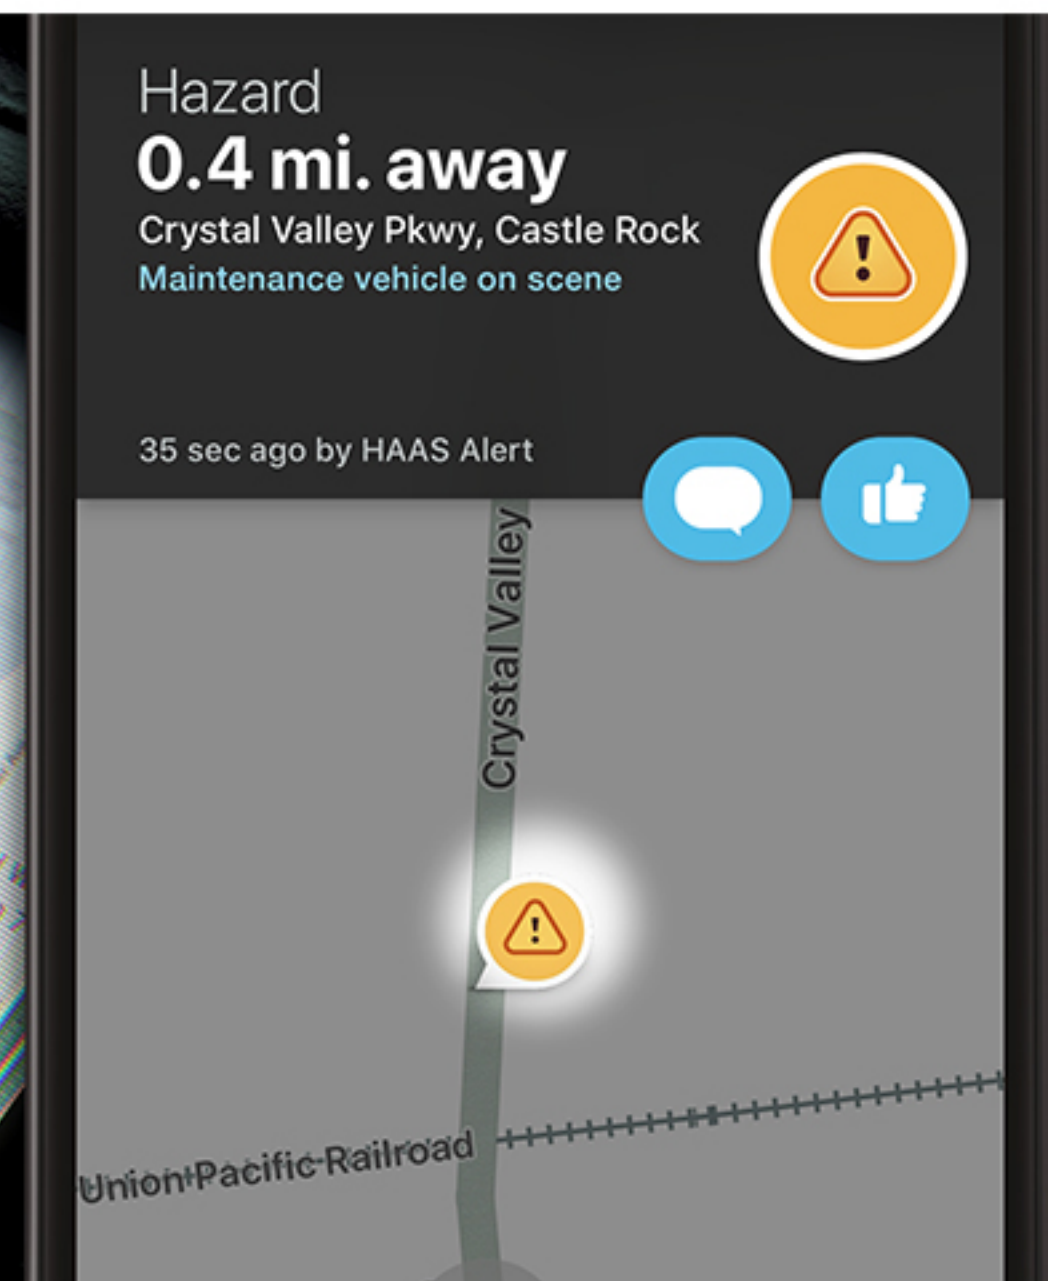 Hazard
0.4 mi. away
Crystal Valley Pkwy, Castle Rock
Maintenance vehicle on scene
35 sec ago by HAAS Alert
Crystal Valley
Union Pacific Railroad